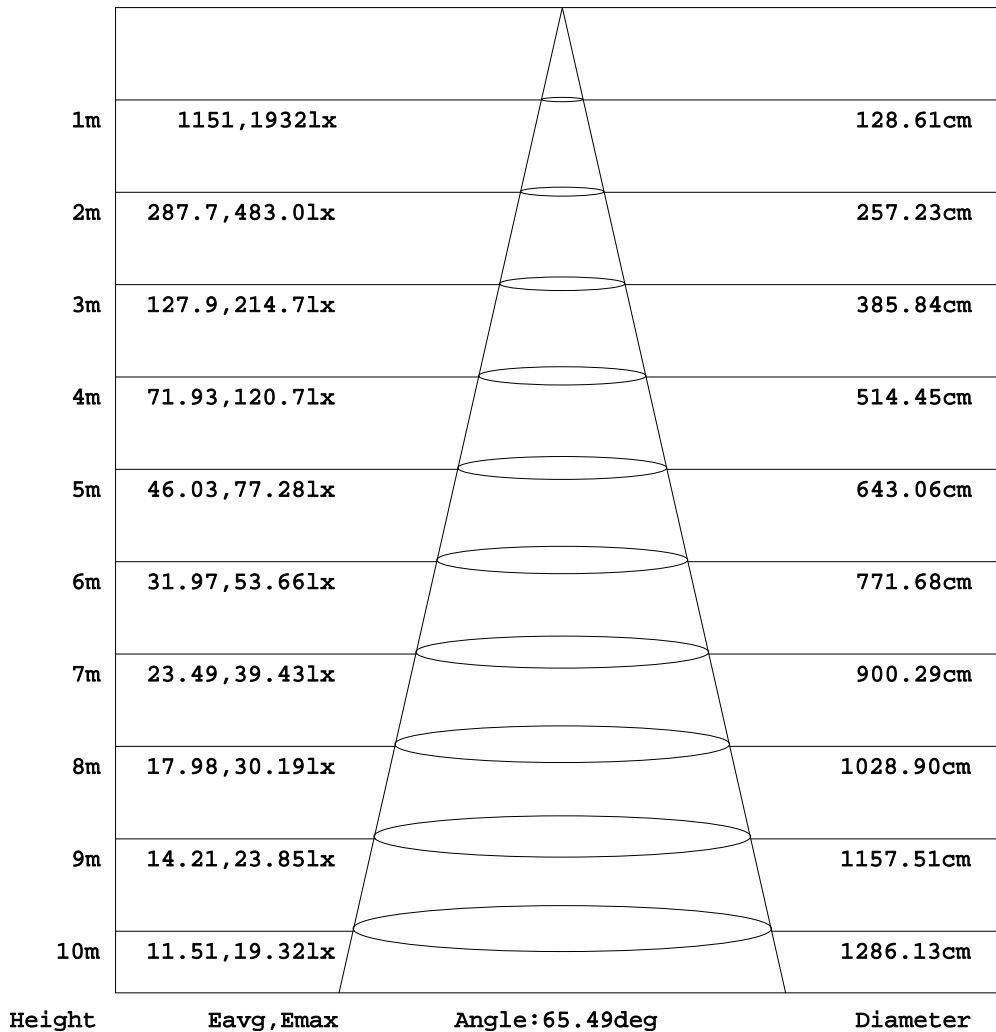 1m 1151,1932lx 128.61cm
2m 287.7,483.0lx 257.23cm
3m 127.9,214.7lx 385.84cm
4m 71.93,120.7lx 514.45cm
5m 46.03,77.28lx 643.06cm
6m 31.97,53.66lx 771.68cm
7m 23.49,39.43lx 900.29cm
8m 17.98,30.19lx 1028.90cm
9m 14.21,23.85lx 1157.51cm
10m 11.51,19.32lx 1286.13cm
Height Eavg,Emax Angle:65.49deg Diameter